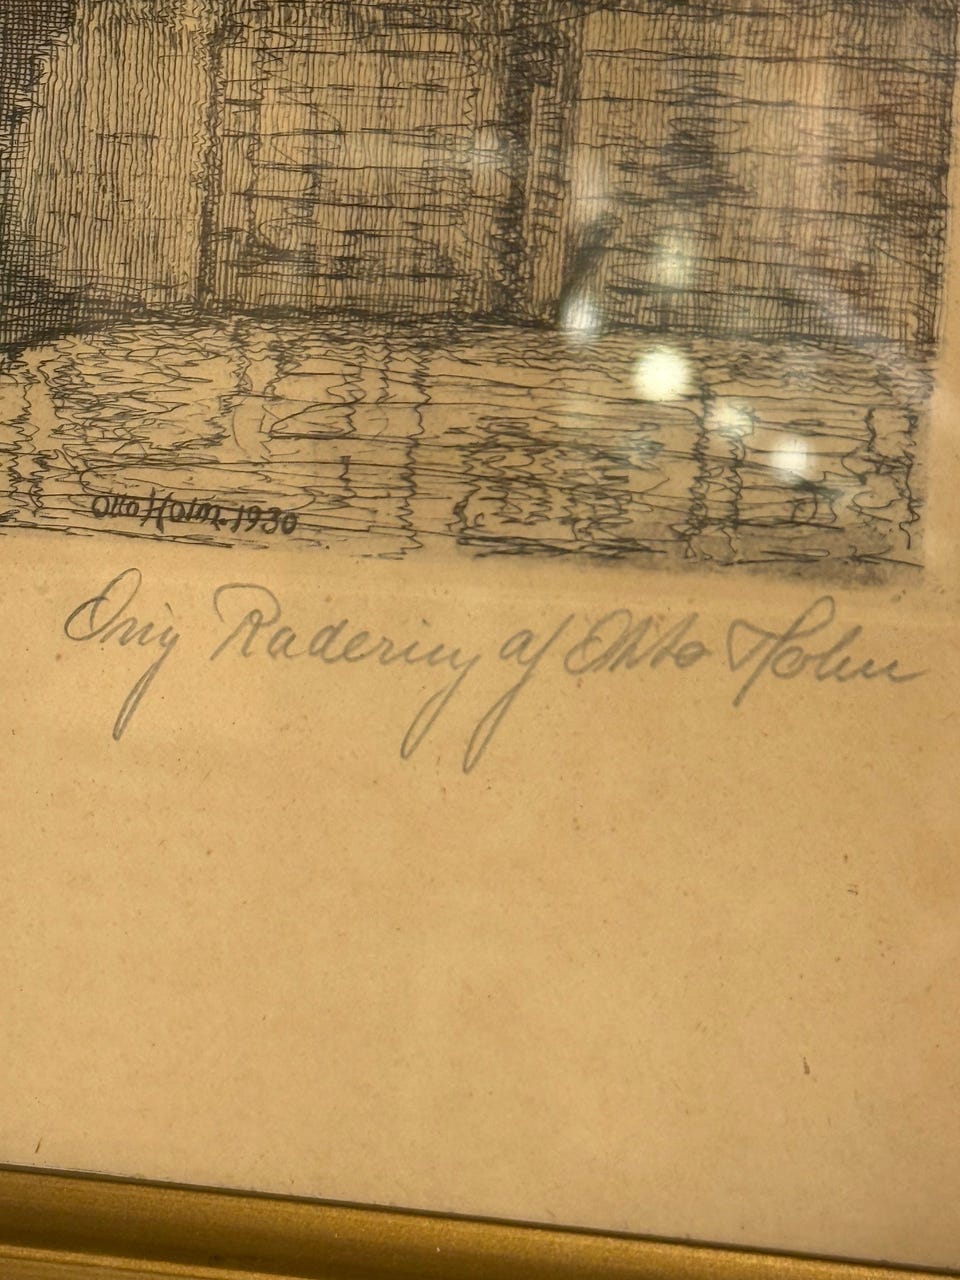 Otto Holm. 1930
Orig Radering af Otto Holm